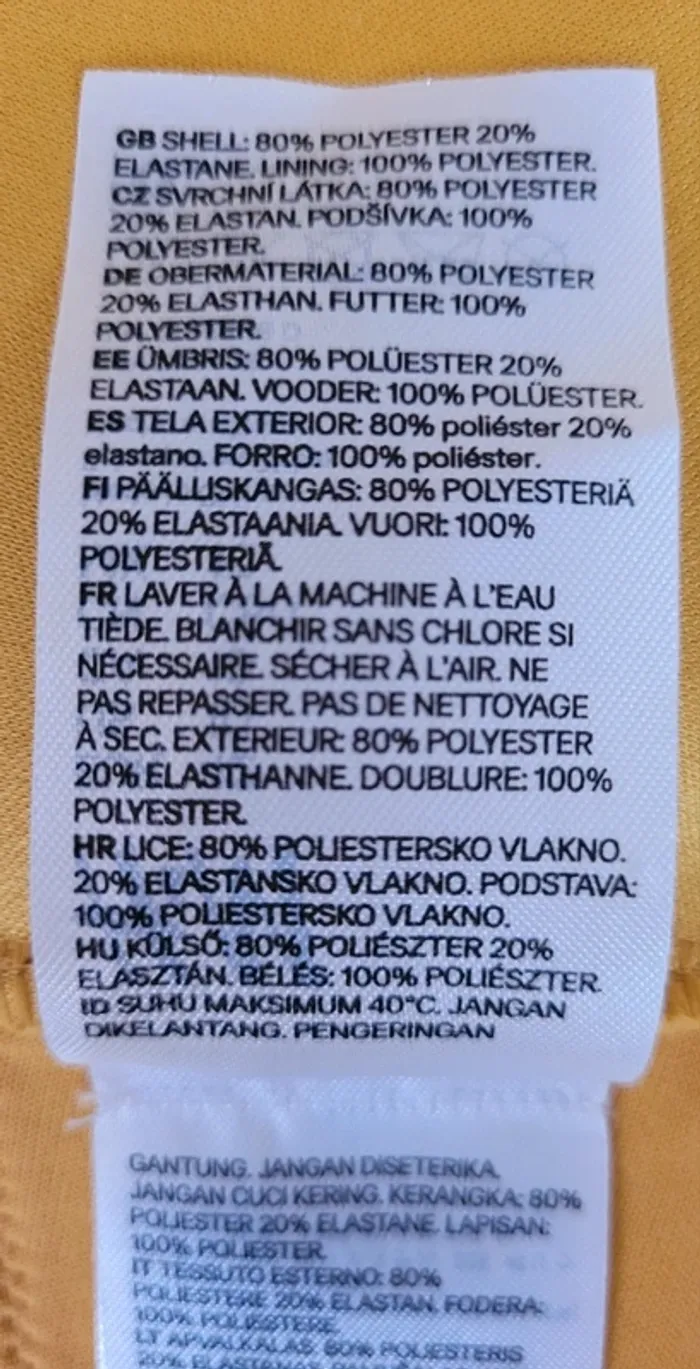 GB SHELL: 80% POLYESTER 20%
ELASTANE. LINING: 100% POLYESTER.
CZ SVRCHNÍ LÁTKA: 80% POLYESTER
20% ELASTAN. PODŠÍVKA: 100%
POLYESTER.
DE OBERMATERIAL: 80% POLYESTER
20% ELASTHAN. FUTTER: 100%
POLYESTER.
EE ÜMBRIS: 80% POLÜESTER 20%
ELASTAAN. VOODER: 100% POLÜESTER.
ES TELA EXTERIOR: 80% poliéster 20%
elastano. FORRO: 100% poliéster.
FI PÄÄLLISKANGAS: 80% POLYESTERIÄ
20% ELASTAANIA. VUORI: 100%
POLYESTERIÄ.
FR LAVER À LA MACHINE À L'EAU
TIÈDE. BLANCHIR SANS CHLORE SI
NÉCESSAIRE. SÉCHER À L'AIR. NE
PAS REPASSER. PAS DE NETTOYAGE
À SEC. EXTERIEUR: 80% POLYESTER
20% ELASTHANNE. DOUBLURE: 100%
POLYESTER.
HR LICE: 80% POLIESTERSKO VLAKNO.
20% ELASTANSKO VLAKNO. PODSTAVA:
100% POLIESTERSKO VLAKNO.
HU KÜLSŐ: 80% POLIÉSZTER 20%
ELASZTÁN. BÉLÉS: 100% POLIÉSZTER.
ID SUHU MAKSIMUM 40°C. JANGAN
DIKELANTANG. PENGERINGAN
GANTUNG. JANGAN DISETERIKA.
JANGAN CUCI KERING. KERANGKA: 80%
POLIESTER 20% ELASTANE. LAPISAN:
100% POLIESTER.
IT TESSUTO ESTERNO: 80%
POLIESTERE 20% ELASTAN. FODERA:
100% POLIESTERE.
LT APVALKALAS: 80% POLIESTERIS
20%